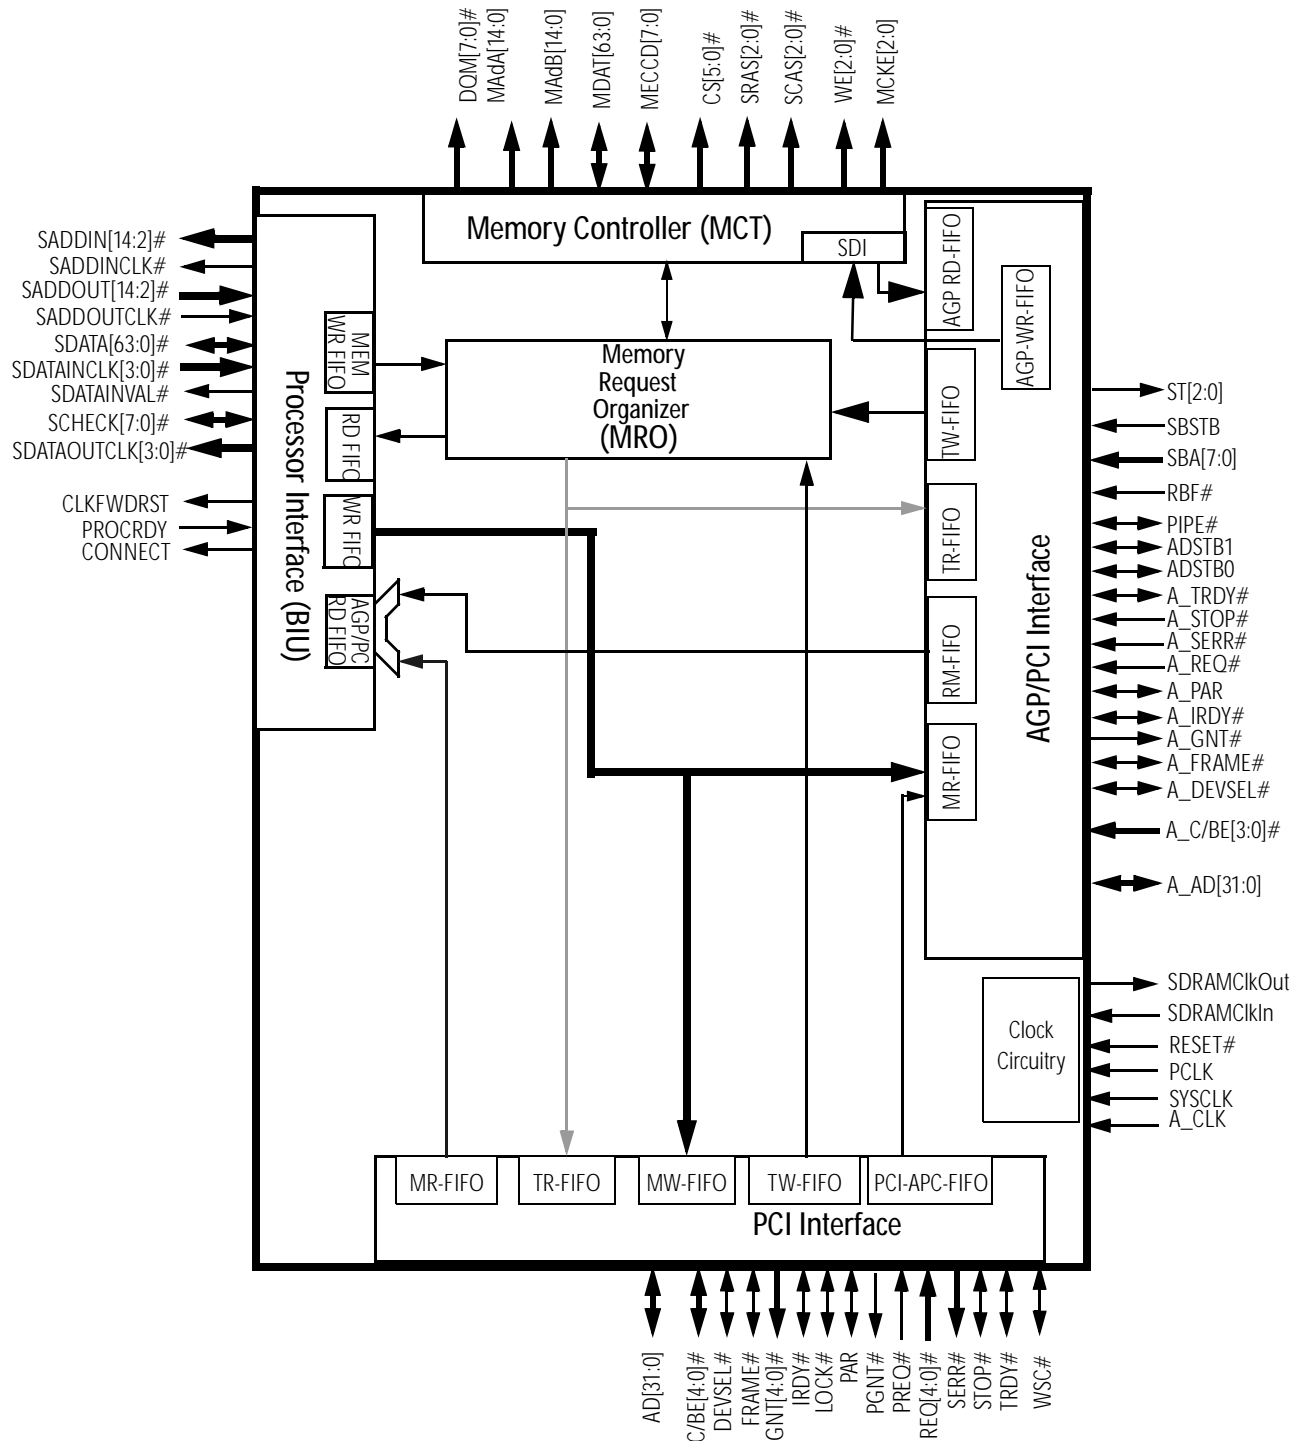 DQM[7:0]#
MAdA[14:0]
MAdB[14:0]
MDAT[63:0]
MECCD[7:0]
CS[5:0]#
SRAS[2:0]#
SCAS[2:0]#
WE[2:0]#
MCKE[2:0]
Memory Controller (MCT)
SDI
SADDIN[14:2]#
SADDINCLK#
SADDOUT[14:2]#
SADDOUTCLK#
SDATA[63:0]#
SDATAINCLK[3:0]#
SDATAINVAL#
SCHECK[7:0]#
SDATAOUTCLK[3:0]#
CLKFWDRST
PROCRDY
CONNECT
Processor Interface (BIU)
MEM
WR FIFO
RD FIFO
WR FIFO
AGP/PC
RD FIFO
Memory
Request
Organizer
(MRO)
AGP RD-FIFO
AGP-WR-FIFO
TW-FIFO
TR-FIFO
RM-FIFO
MR-FIFO
AGP/PCI Interface
ST[2:0]
SBSTB
SBA[7:0]
RBF#
PIPE#
ADSTB1
ADSTB0
A_TRDY#
A_STOP#
A_SERR#
A_REQ#
A_PAR
A_IRDY#
A_GNT#
A_FRAME#
A_DEVSEL#
A_C/BE[3:0]#
A_AD[31:0]
Clock
Circuitry
SDRAMClkOut
SDRAMClkIn
RESET#
PCLK
SYSCLK
A_CLK
MR-FIFO
TR-FIFO
MW-FIFO
TW-FIFO
PCI-APC-FIFO
PCI Interface
AD[31:0]
C/BE[4:0]#
DEVSEL#
FRAME#
GNT[4:0]#
IRDY#
LOCK#
PAR
PGNT#
PREQ#
REQ[4:0]#
SERR#
STOP#
TRDY#
WSC#